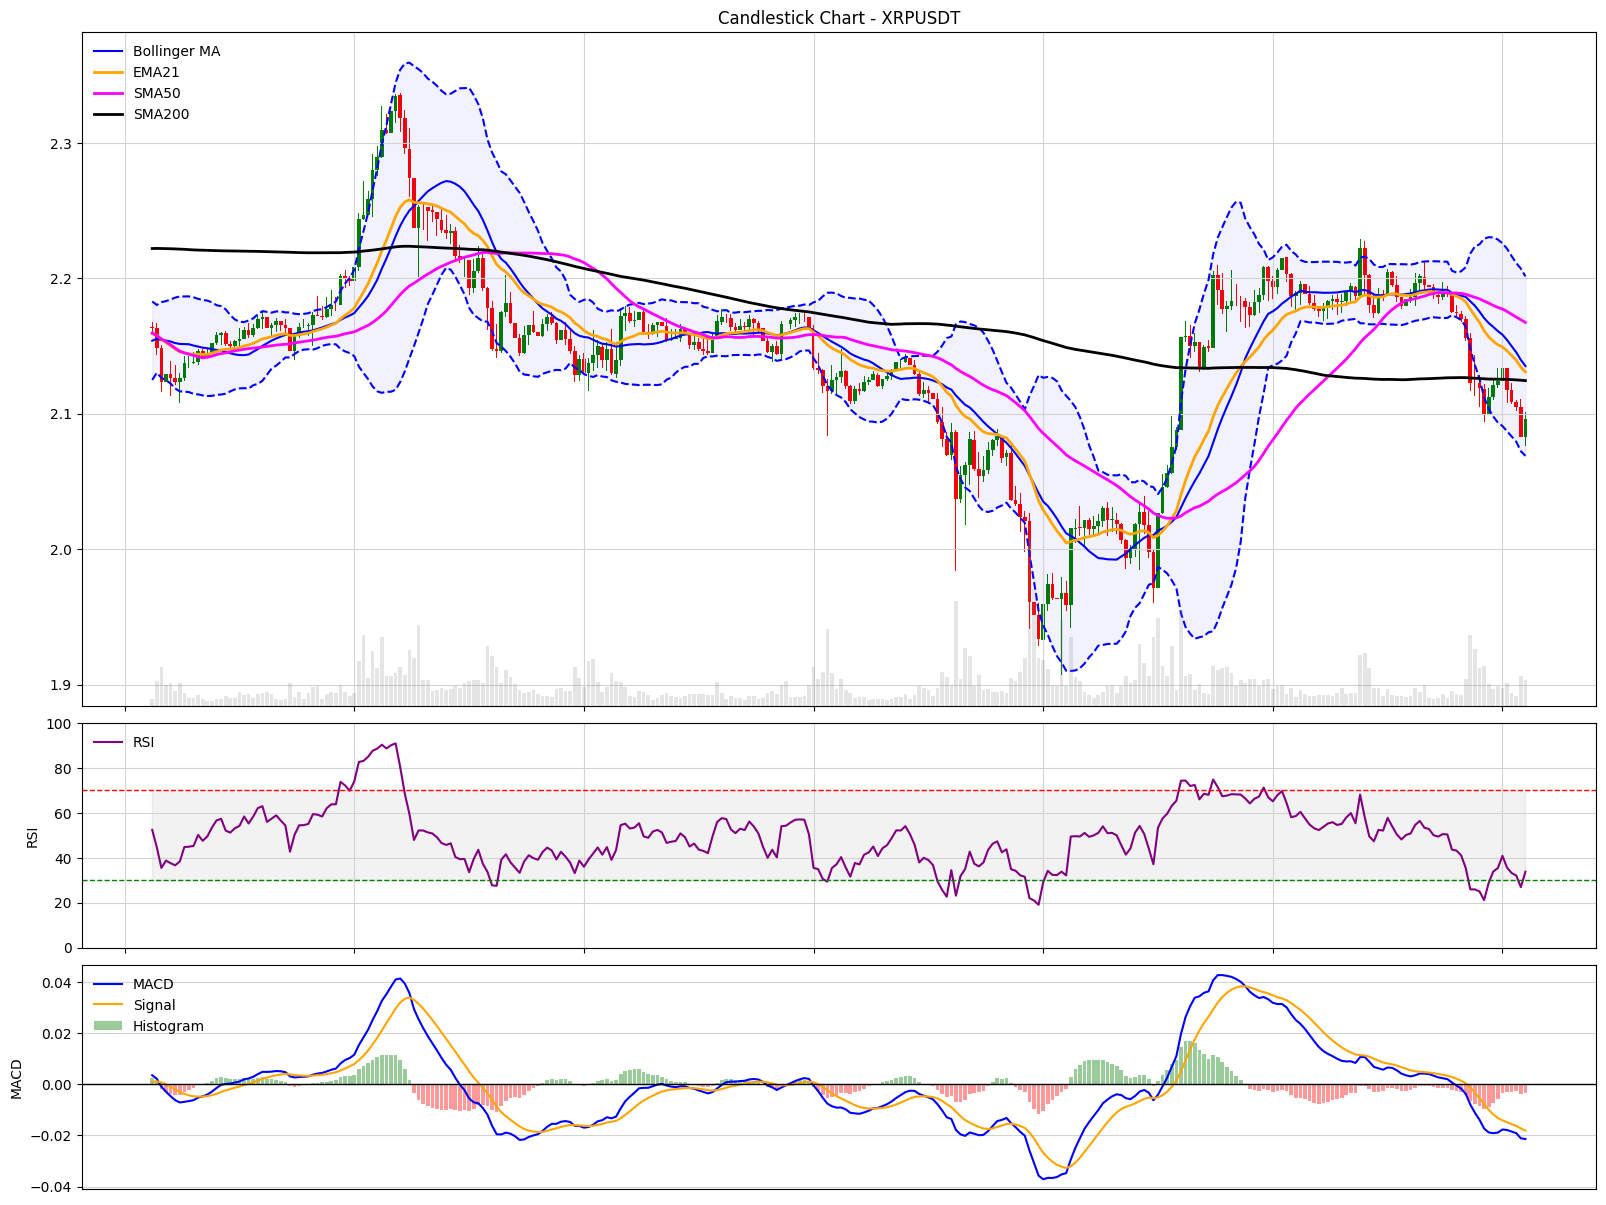 Candlestick Chart - XRPUSDT
Bollinger MA
EMA21
SMA50
SMA200
2.3
2.2
2.1
2.0
1.9
RSI
100
80
60
40
20
0
RSI
MACD
Signal
Histogram
0.04
0.02
0.00
−0.02
−0.04
MACD